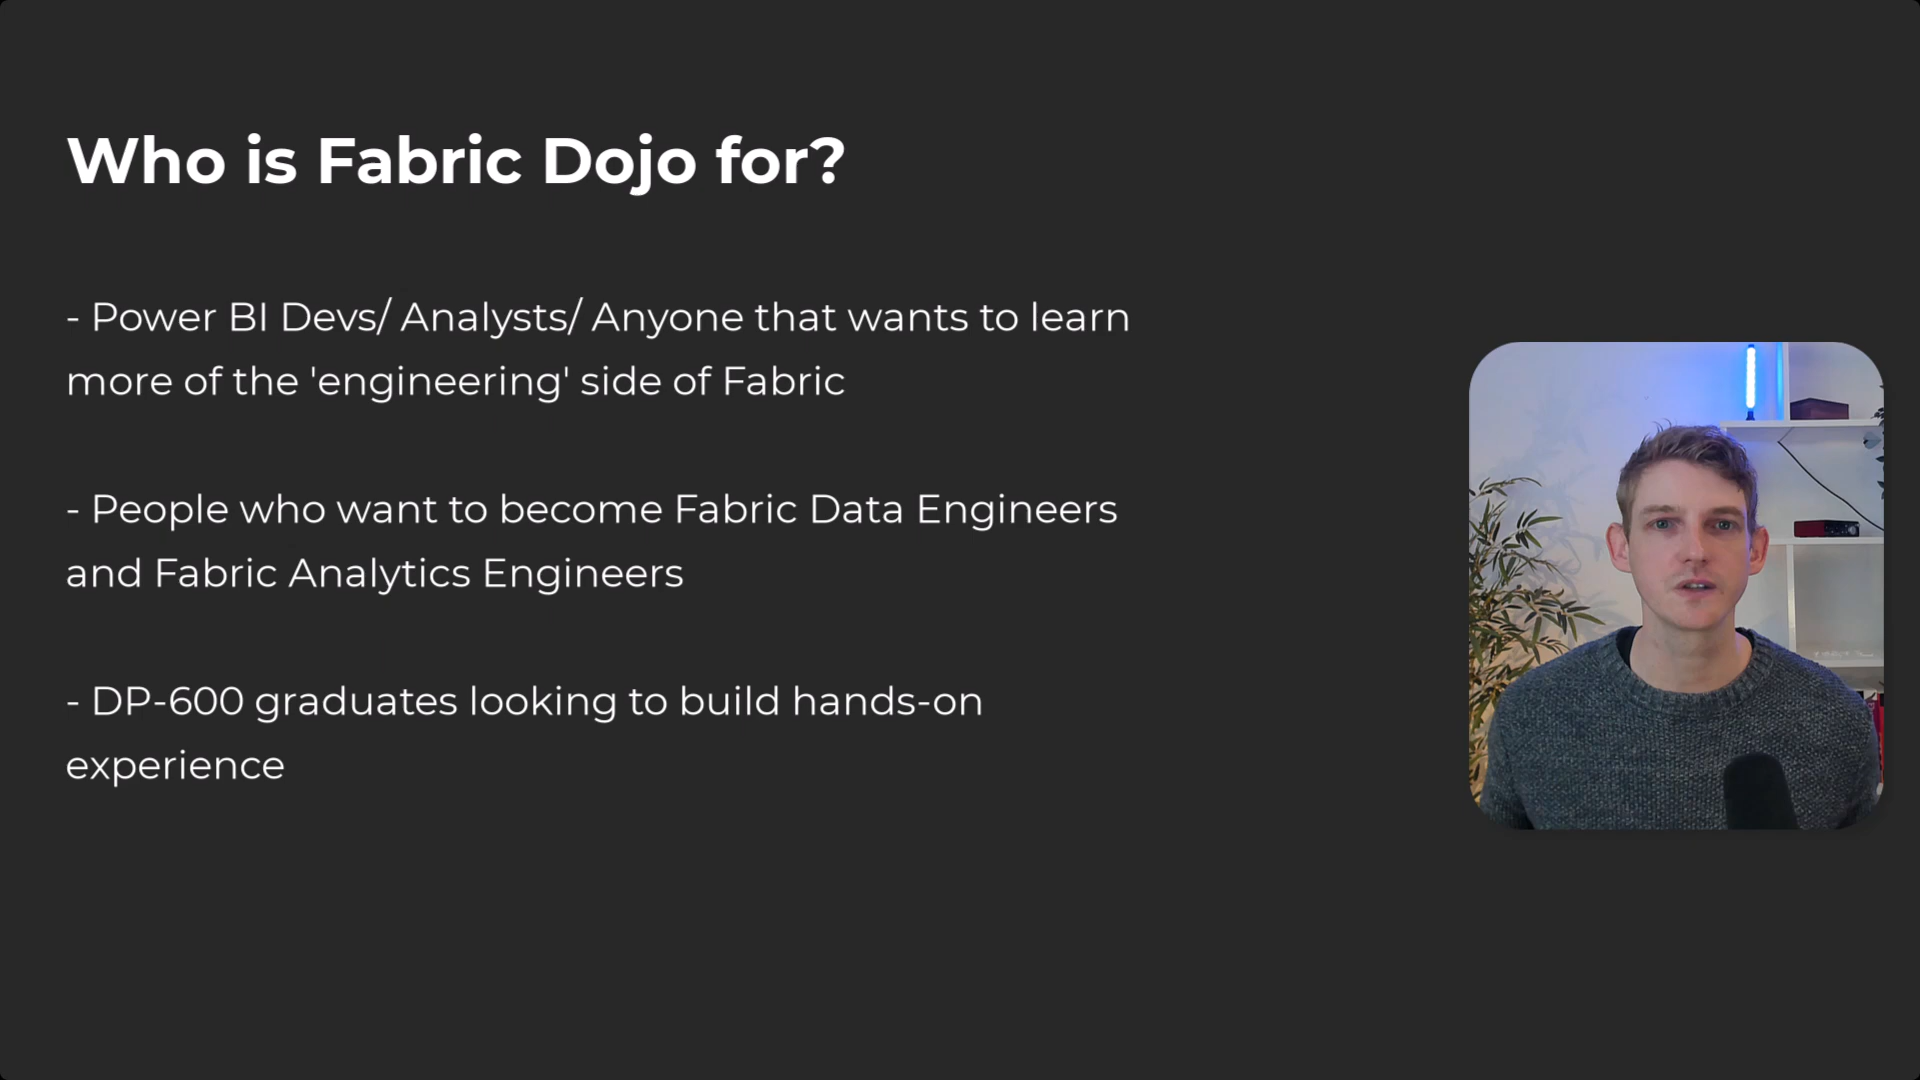 Who is Fabric Dojo for?
- Power BI Devs/ Analysts/ Anyone that wants to learn
more of the 'engineering' side of Fabric
- People who want to become Fabric Data Engineers
and Fabric Analytics Engineers
- DP-600 graduates looking to build hands-on
experience